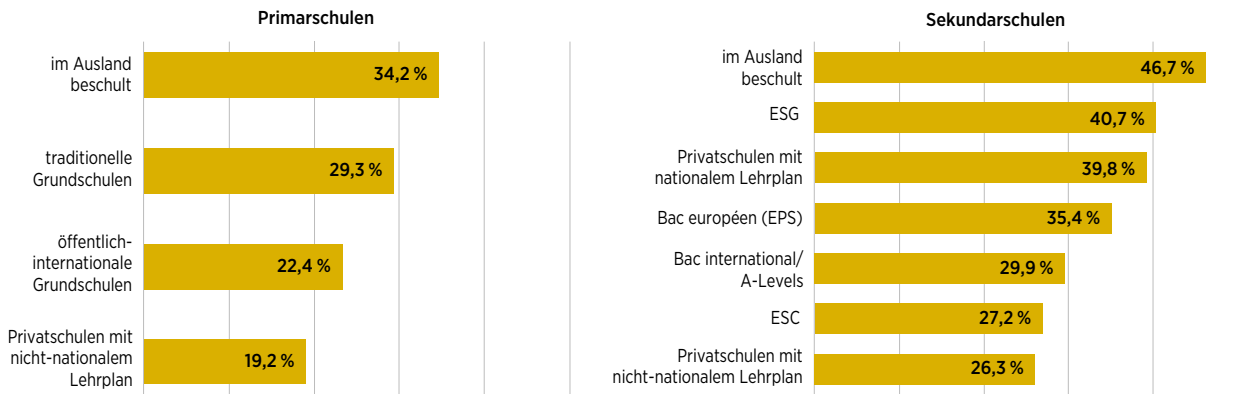 Primarschulen
im Ausland
beschult
34,2 %
traditionelle
Grundschulen
29,3 %
öffentlich-
internationale
Grundschulen
22,4 %
Privatschulen mit
nicht-nationalem
Lehrplan
19,2 %
Sekundarschulen
im Ausland
beschult
46,7 %
ESG
40,7 %
Privatschulen mit
nationalem Lehrplan
39,8 %
Bac européen (EPS)
35,4 %
Bac international/
A-Levels
29,9 %
ESC
27,2 %
Privatschulen mit
nicht-nationalem Lehrplan
26,3 %